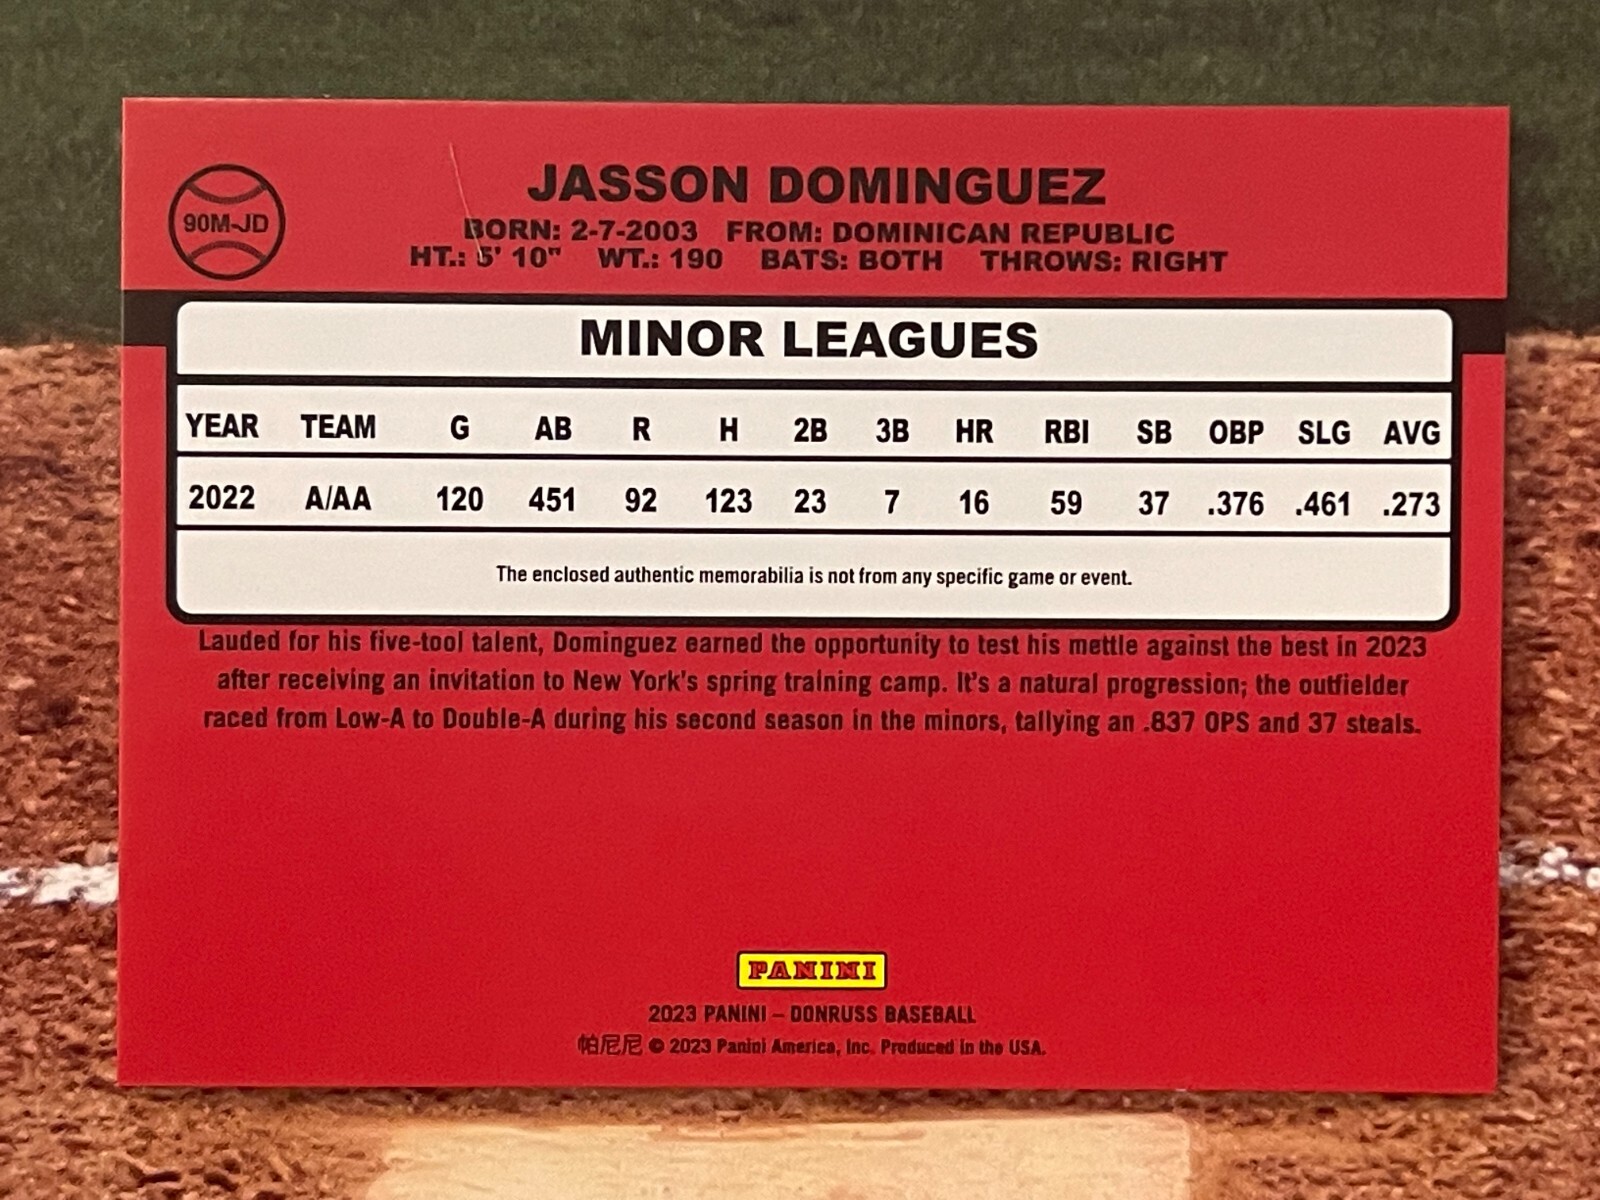 90M-JD
JASSON DOMINGUEZ
BORN: 2-7-2003 FROM: DOMINICAN REPUBLIC
HT.: 5' 10" WT.: 190 BATS: BOTH THROWS: RIGHT
MINOR LEAGUES
YEAR TEAM G AB R H 2B 3B HR RBI SB OBP SLG AVG
2022 A/AA 120 451 92 123 23 7 16 59 37 .376 .461 .273
The enclosed authentic memorabilia is not from any specific game or event.
Lauded for his five-tool talent, Dominguez earned the opportunity to test his mettle against the best in 2023
after receiving an invitation to New York's spring training camp. It's a natural progression; the outfielder
raced from Low-A to Double-A during his second season in the minors, tallying an .837 OPS and 37 steals.
PANINI
2023 PANINI – DONRUSS BASEBALL
帕尼尼 © 2023 Panini America, Inc. Produced in the USA.